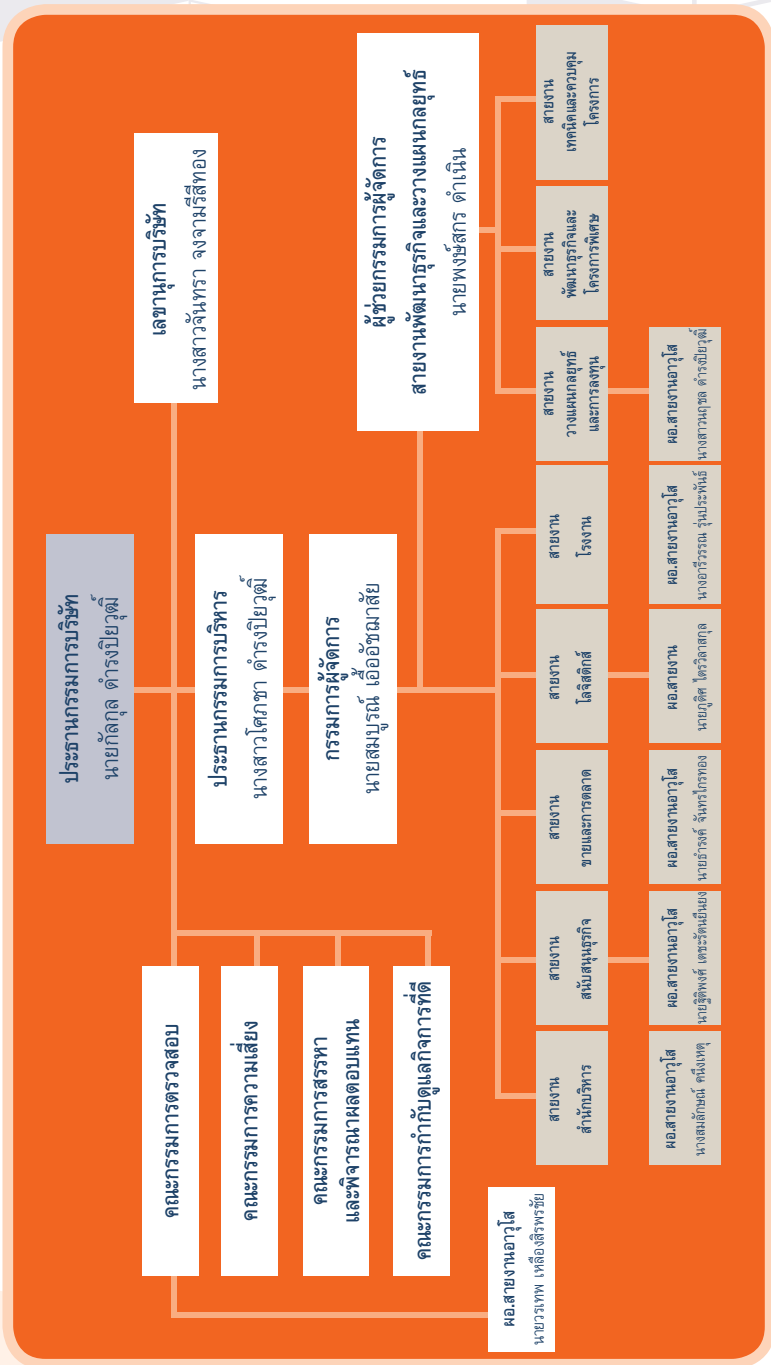 ประธานกรรมการบริษัท
นายกัลกุล ดำรงปิยวุฒิ์
เลขานุการบริษัท
นางสาวจันทรา จงจามรีสีทอง
ประธานกรรมการบริหาร
นางสาวโศภชา ดำรงปิยวุฒิ์
กรรมการผู้จัดการ
นายสมบูรณ์ เอื้ออัชฌาสัย
คณะกรรมการตรวจสอบ
คณะกรรมการความเสี่ยง
คณะกรรมการสรรหา
และพิจารณาผลตอบแทน
คณะกรรมการกำกับดูแลกิจการที่ดี
ผู้ช่วยกรรมการผู้จัดการ
สายงานพัฒนาธุรกิจและวางแผนกลยุทธ์
นายพงษ์สกร ดำเนิน
ผอ.สายงานอาวุโส
นายวรเทพ เหลืองสิรพรชัย
สายงาน
สำนักบริหาร
สายงาน
สนับสนุนธุรกิจ
สายงาน
ขายและการตลาด
สายงาน
โลจิสติกส์
สายงาน
โรงงาน
สายงาน
วางแผนกลยุทธ์
และการลงทุน
สายงาน
พัฒนาธุรกิจและ
โครงการพิเศษ
สายงาน
เทคนิคและควบคุม
โครงการ
ผอ.สายงานอาวุโส
นางสมลักษณ์ คนึงเหตุ
ผอ.สายงานอาวุโส
นายฐิติพงศ์ เตชะรัตนยืนยง
ผอ.สายงานอาวุโส
นายธำรงค์ จันทรไกรทอง
ผอ.สายงาน
นายภูดิศ ไตรวิลาสกุล
ผอ.สายงานอาวุโส
นางอารีวรรณ รุ่นประพันธ์
ผอ.สายงานอาวุโส
นางสาวนฤชล ดำรงปิยวุฒิ์